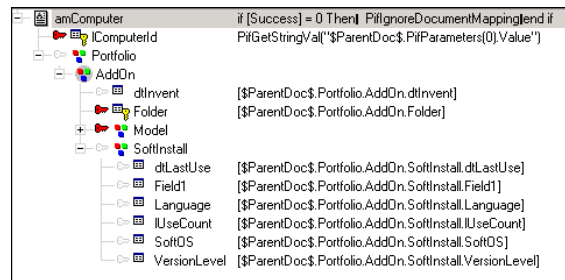 amComputer if [Success] = 0 Then| PifIgnoreDocumentMapping|end if
lComputerId PifGetStringVal("$ParentDoc$.PifParameters(0).Value")
Portfolio
AddOn
dtInvent [$ParentDoc$.Portfolio.AddOn.dtInvent]
Folder [$ParentDoc$.Portfolio.AddOn.Folder]
Model
SoftInstall
dtLastUse [$ParentDoc$.Portfolio.AddOn.SoftInstall.dtLastUse]
Field1 [$ParentDoc$.Portfolio.AddOn.SoftInstall.Field1]
Language [$ParentDoc$.Portfolio.AddOn.SoftInstall.Language]
lUseCount [$ParentDoc$.Portfolio.AddOn.SoftInstall.lUseCount]
SoftOS [$ParentDoc$.Portfolio.AddOn.SoftInstall.SoftOS]
VersionLevel [$ParentDoc$.Portfolio.AddOn.SoftInstall.VersionLevel]